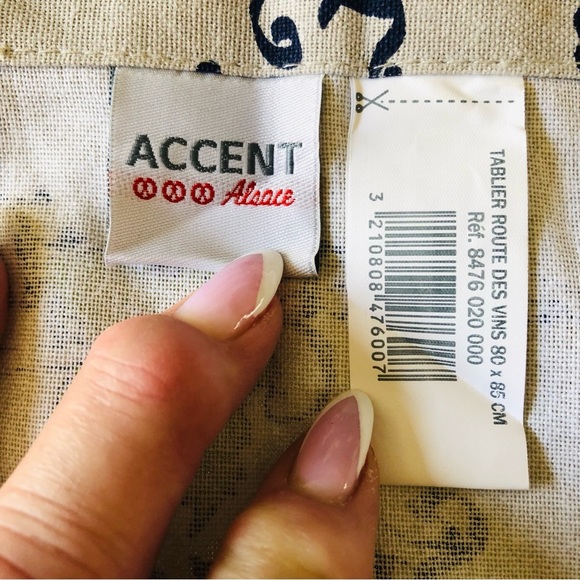 ACCENT
Alsace
TABLIER ROUTE DES VINS 80 x 85 CM
Réf. 8476 020 000
3 210808 476007